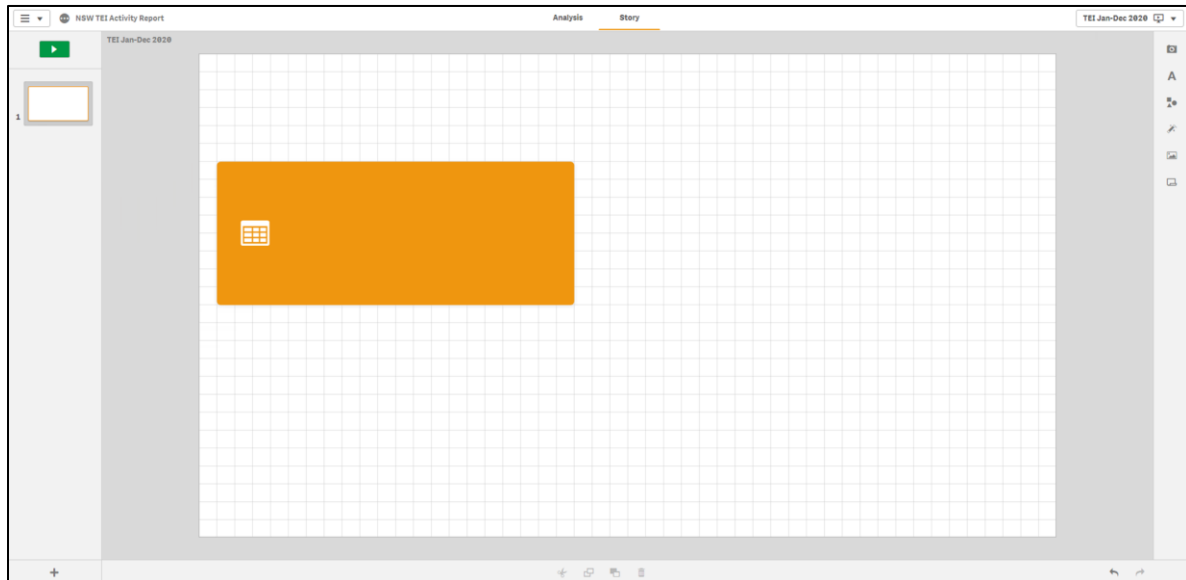 NSW TEI Activity Report
Analysis
Story
TEI Jan-Dec 2020
TEI Jan-Dec 2020
A
1